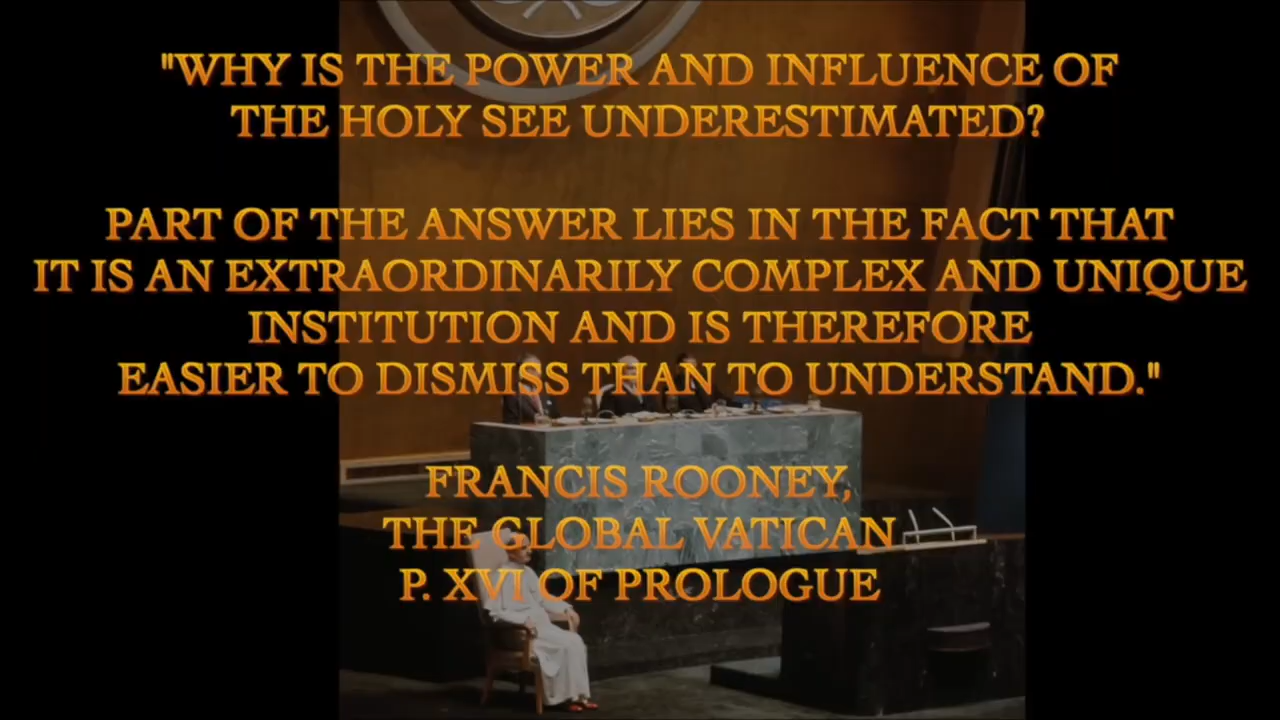 "WHY IS THE POWER AND INFLUENCE OF
THE HOLY SEE UNDERESTIMATED?
PART OF THE ANSWER LIES IN THE FACT THAT
IT IS AN EXTRAORDINARILY COMPLEX AND UNIQUE
INSTITUTION AND IS THEREFORE
EASIER TO DISMISS THAN TO UNDERSTAND."
FRANCIS ROONEY,
THE GLOBAL VATICAN
P. XVI OF PROLOGUE